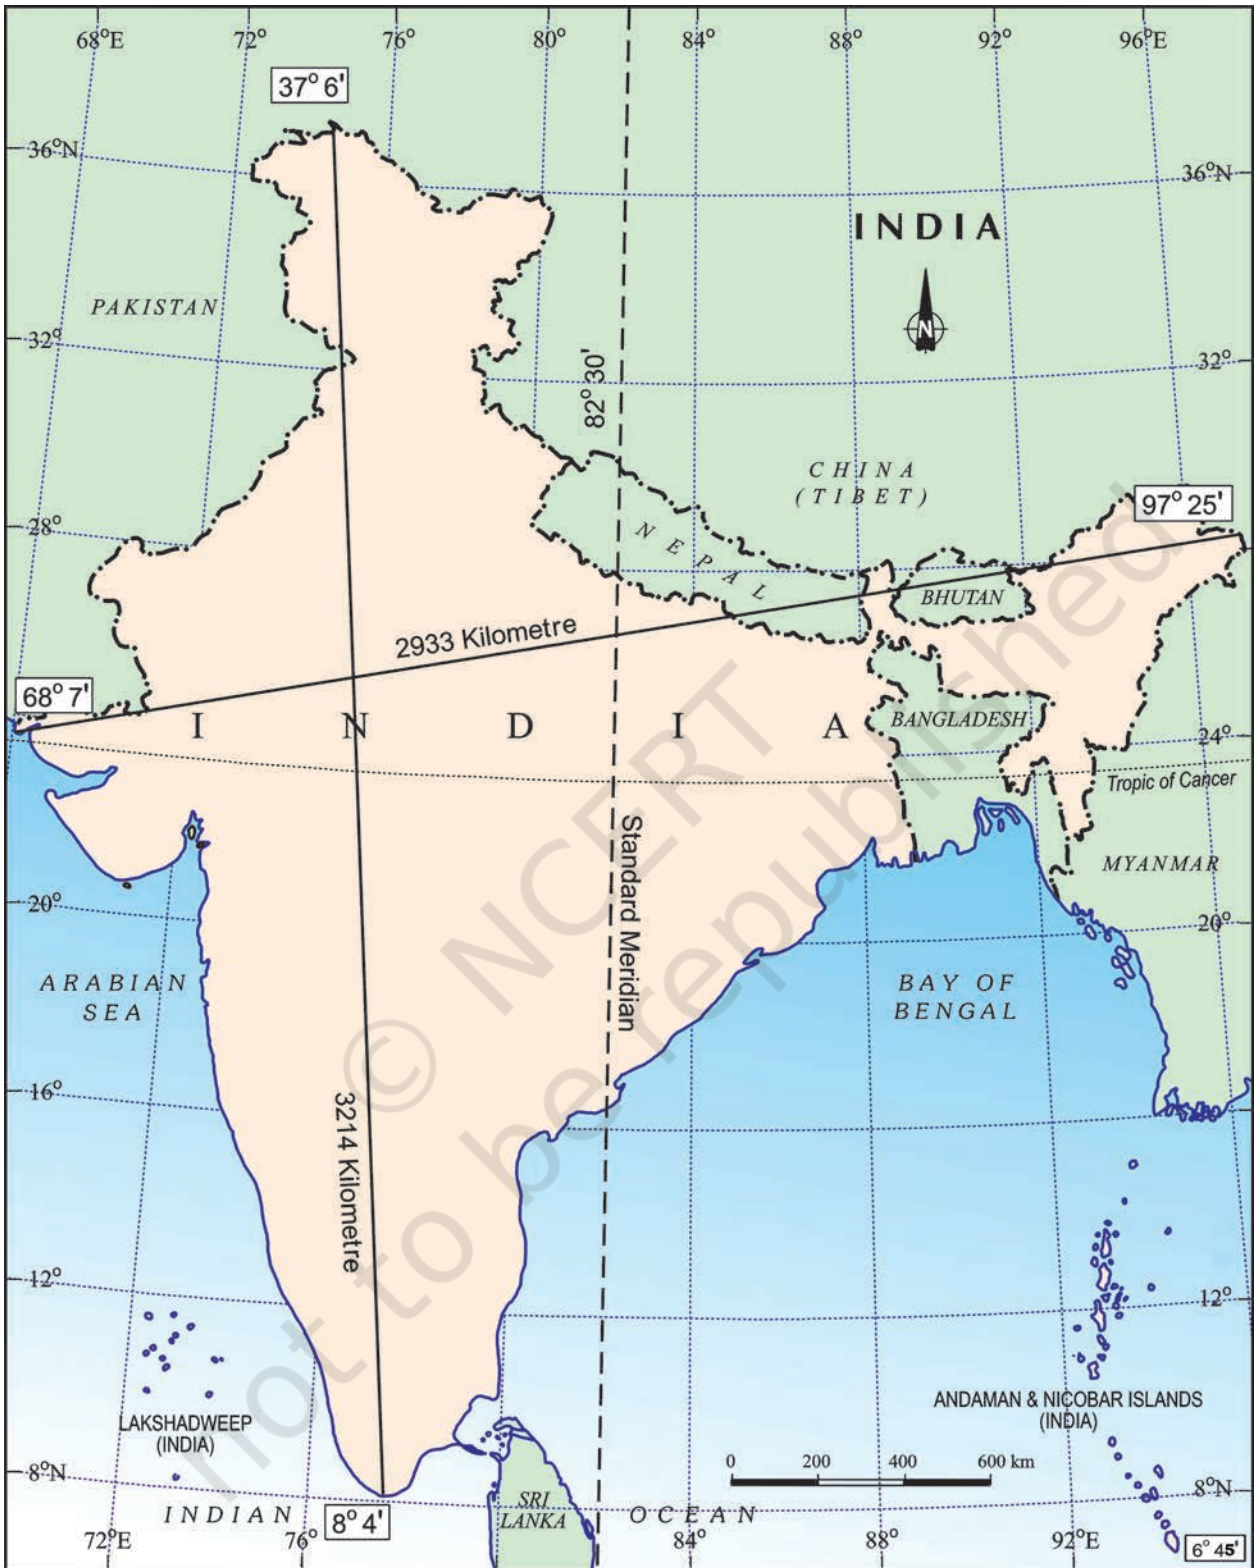 68°E 72° 76° 80° 84° 88° 92° 96°E
37° 6'
36°N
36°N
INDIA
N
PAKISTAN
32°
32°
82° 30'
CHINA
(TIBET)
97° 25'
28°
NEPAL
BHUTAN
2933 Kilometre
68° 7'
INDIA
BANGLADESH
24°
Tropic of Cancer
Standard Meridian
MYANMAR
20°
20°
ARABIAN
SEA
BAY OF
BENGAL
16°
3214 Kilometre
12°
12°
LAKSHADWEEP
(INDIA)
ANDAMAN & NICOBAR ISLANDS
(INDIA)
0 200 400 600 km
8°N
8°N
SRI
LANKA
INDIAN OCEAN
8° 4'
72°E 76° 84° 88° 92°E
6° 45'
© NCERT
not to be republished